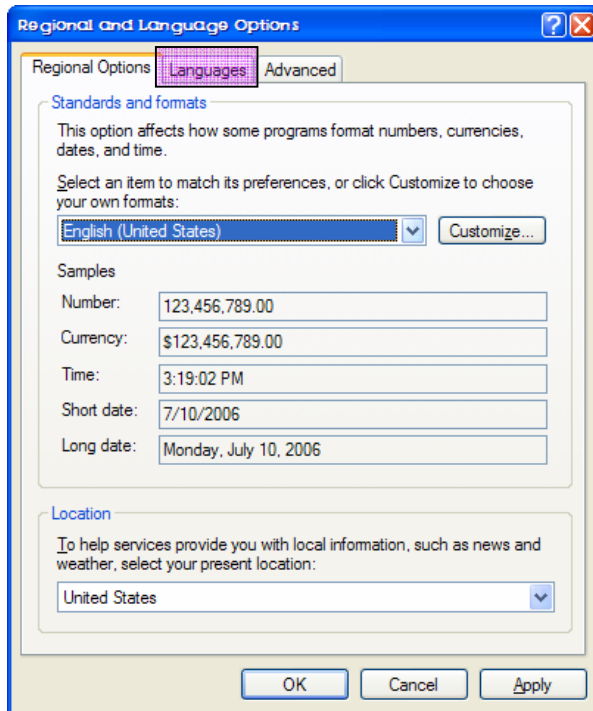 Regional and Language Options
Regional Options Languages Advanced
Standards and formats
This option affects how some programs format numbers, currencies,
dates, and time.
Select an item to match its preferences, or click Customize to choose
your own formats:
English (United States) Customize...
Samples
Number: 123,456,789.00
Currency: $123,456,789.00
Time: 3:19:02 PM
Short date: 7/10/2006
Long date: Monday, July 10, 2006
Location
To help services provide you with local information, such as news and
weather, select your present location:
United States
OK Cancel Apply